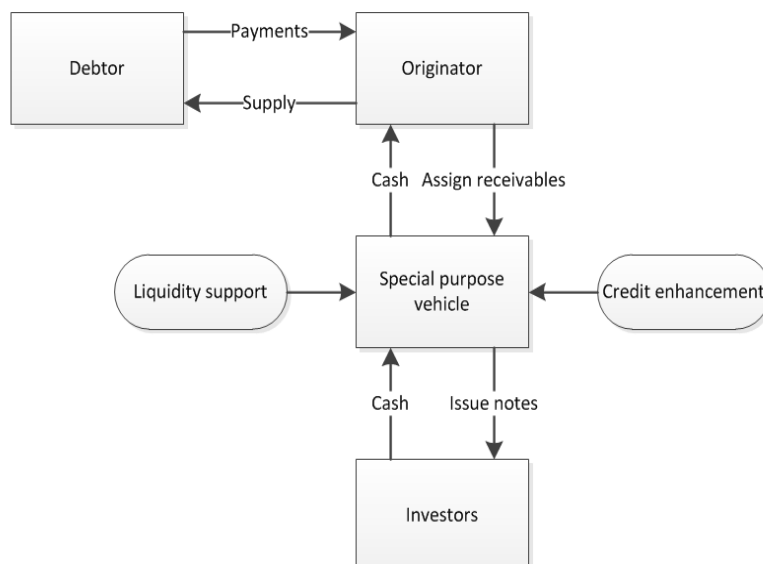 Payments
Debtor
Originator
Supply
Cash
Assign receivables
Liquidity support
Special purpose
vehicle
Credit enhancement
Cash
Issue notes
Investors